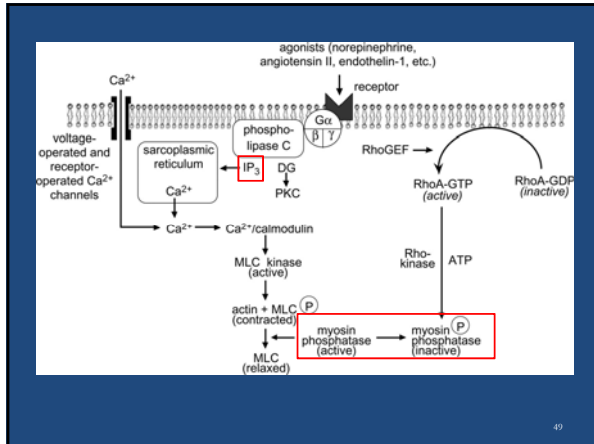 agonists (norepinephrine,
angiotensin II, endothelin-1, etc.)
Ca²⁺
receptor
Gα
β γ
phospho-
lipase C
voltage-
operated and
receptor-
operated Ca²⁺
channels
sarcoplasmic
reticulum
Ca²⁺
IP₃
DG
PKC
RhoGEF
RhoA-GTP
(active)
RhoA-GDP
(inactive)
Ca²⁺
Ca²⁺/calmodulin
MLC kinase
(active)
Rho-
kinase
ATP
actin + MLC P
(contracted)
MLC
(relaxed)
myosin
phosphatase
(active)
myosin P
phosphatase
(inactive)
49